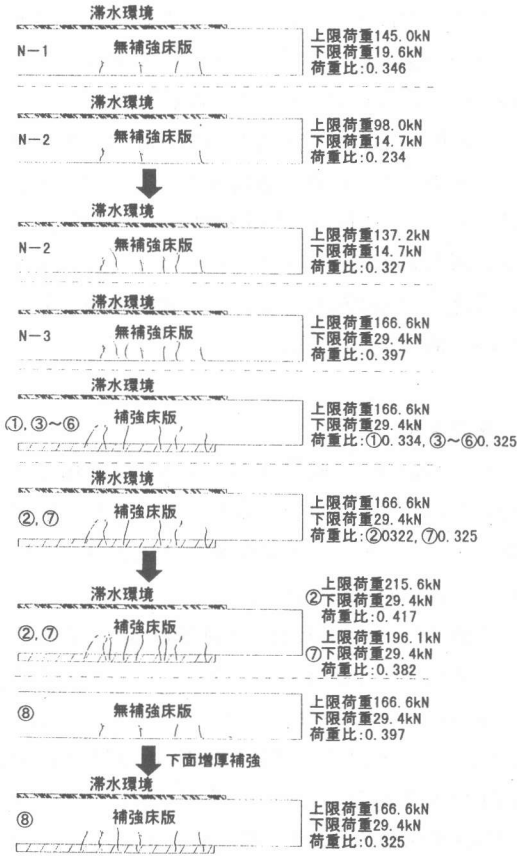 滞水環境
N-1
無補強床版
上限荷重145.0kN
下限荷重19.6kN
荷重比:0.346
滞水環境
N-2
無補強床版
上限荷重98.0kN
下限荷重14.7kN
荷重比:0.234
滞水環境
N-2
無補強床版
上限荷重137.2kN
下限荷重14.7kN
荷重比:0.327
滞水環境
N-3
無補強床版
上限荷重166.6kN
下限荷重29.4kN
荷重比:0.397
滞水環境
①,③~⑥
補強床版
上限荷重166.6kN
下限荷重29.4kN
荷重比:①0.334,③~⑥0.325
滞水環境
②,⑦
補強床版
上限荷重166.6kN
下限荷重29.4kN
荷重比:②0322,⑦0.325
滞水環境
②,⑦
補強床版
上限荷重215.6kN
②下限荷重29.4kN
荷重比:0.417
上限荷重196.1kN
⑦下限荷重29.4kN
荷重比:0.382
⑧
無補強床版
上限荷重166.6kN
下限荷重29.4kN
荷重比:0.397
下面増厚補強
滞水環境
⑧
補強床版
上限荷重166.6kN
下限荷重29.4kN
荷重比:0.325